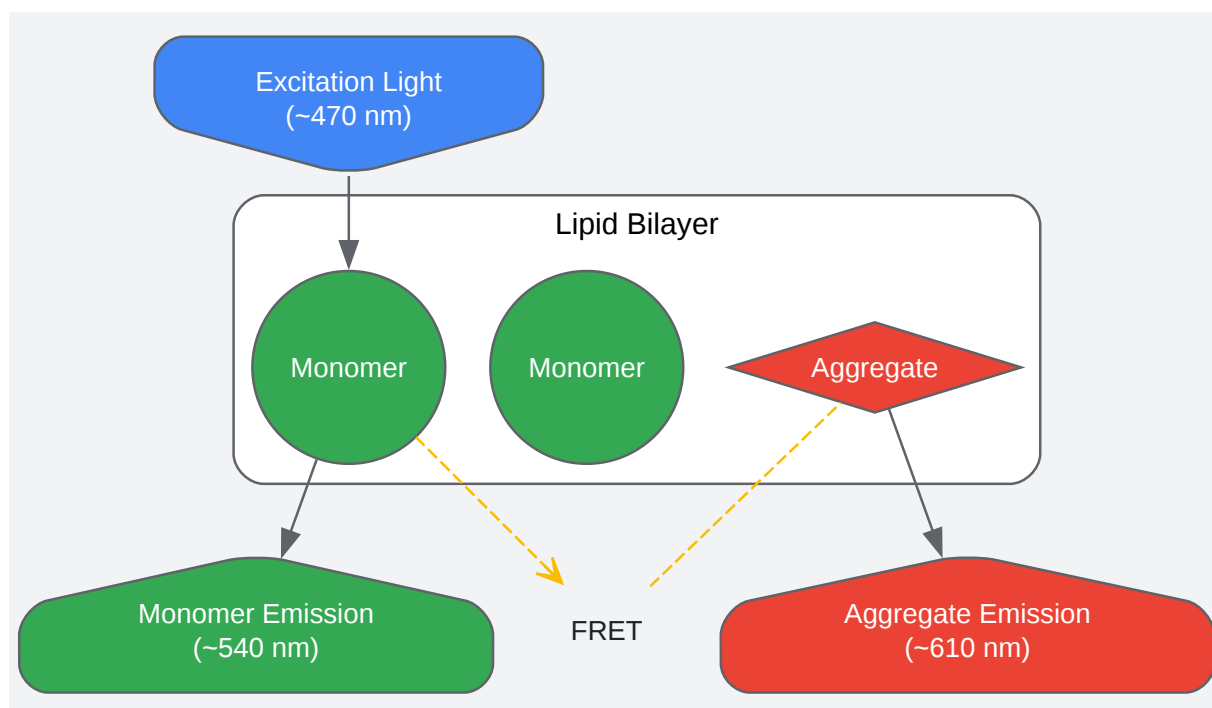 Excitation Light
(~470 nm)
Lipid Bilayer
Monomer
Monomer
Aggregate
Monomer Emission
(~540 nm)
FRET
Aggregate Emission
(~610 nm)